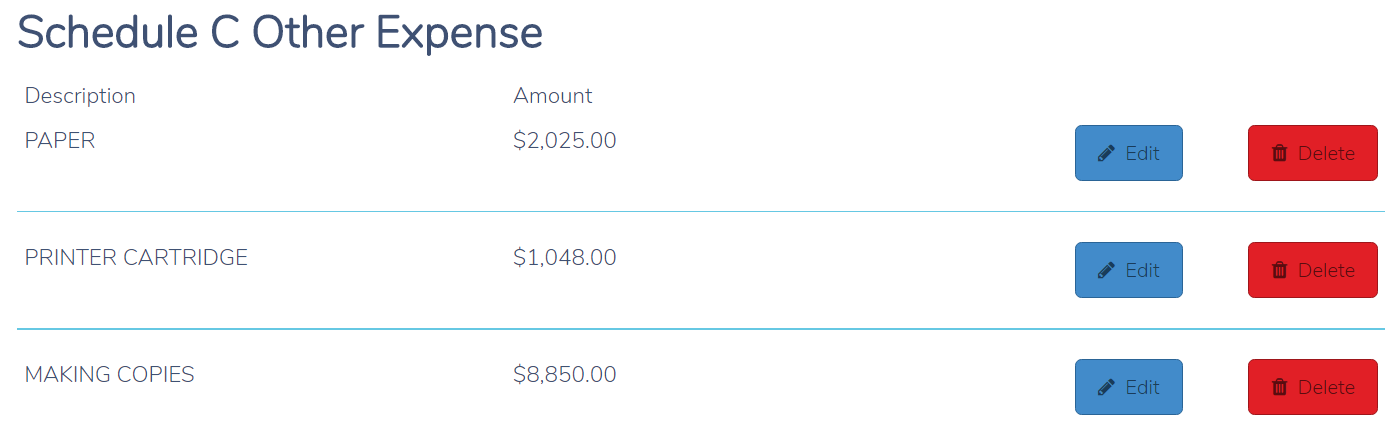 Schedule C Other Expense
Description Amount
PAPER $2,025.00 Edit Delete
PRINTER CARTRIDGE $1,048.00 Edit Delete
MAKING COPIES $8,850.00 Edit Delete